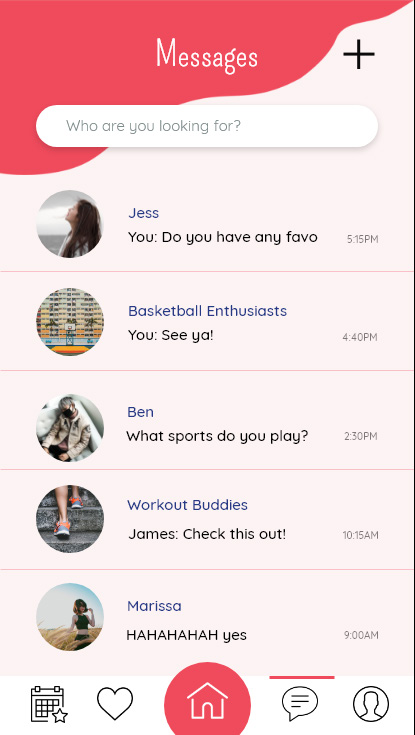 Messages
Who are you looking for?
Jess
You: Do you have any favo 5:15PM
Basketball Enthusiasts
You: See ya! 4:40PM
Ben
What sports do you play? 2:30PM
Workout Buddies
James: Check this out! 10:15AM
Marissa
HAHAHAHAH yes 9:00AM